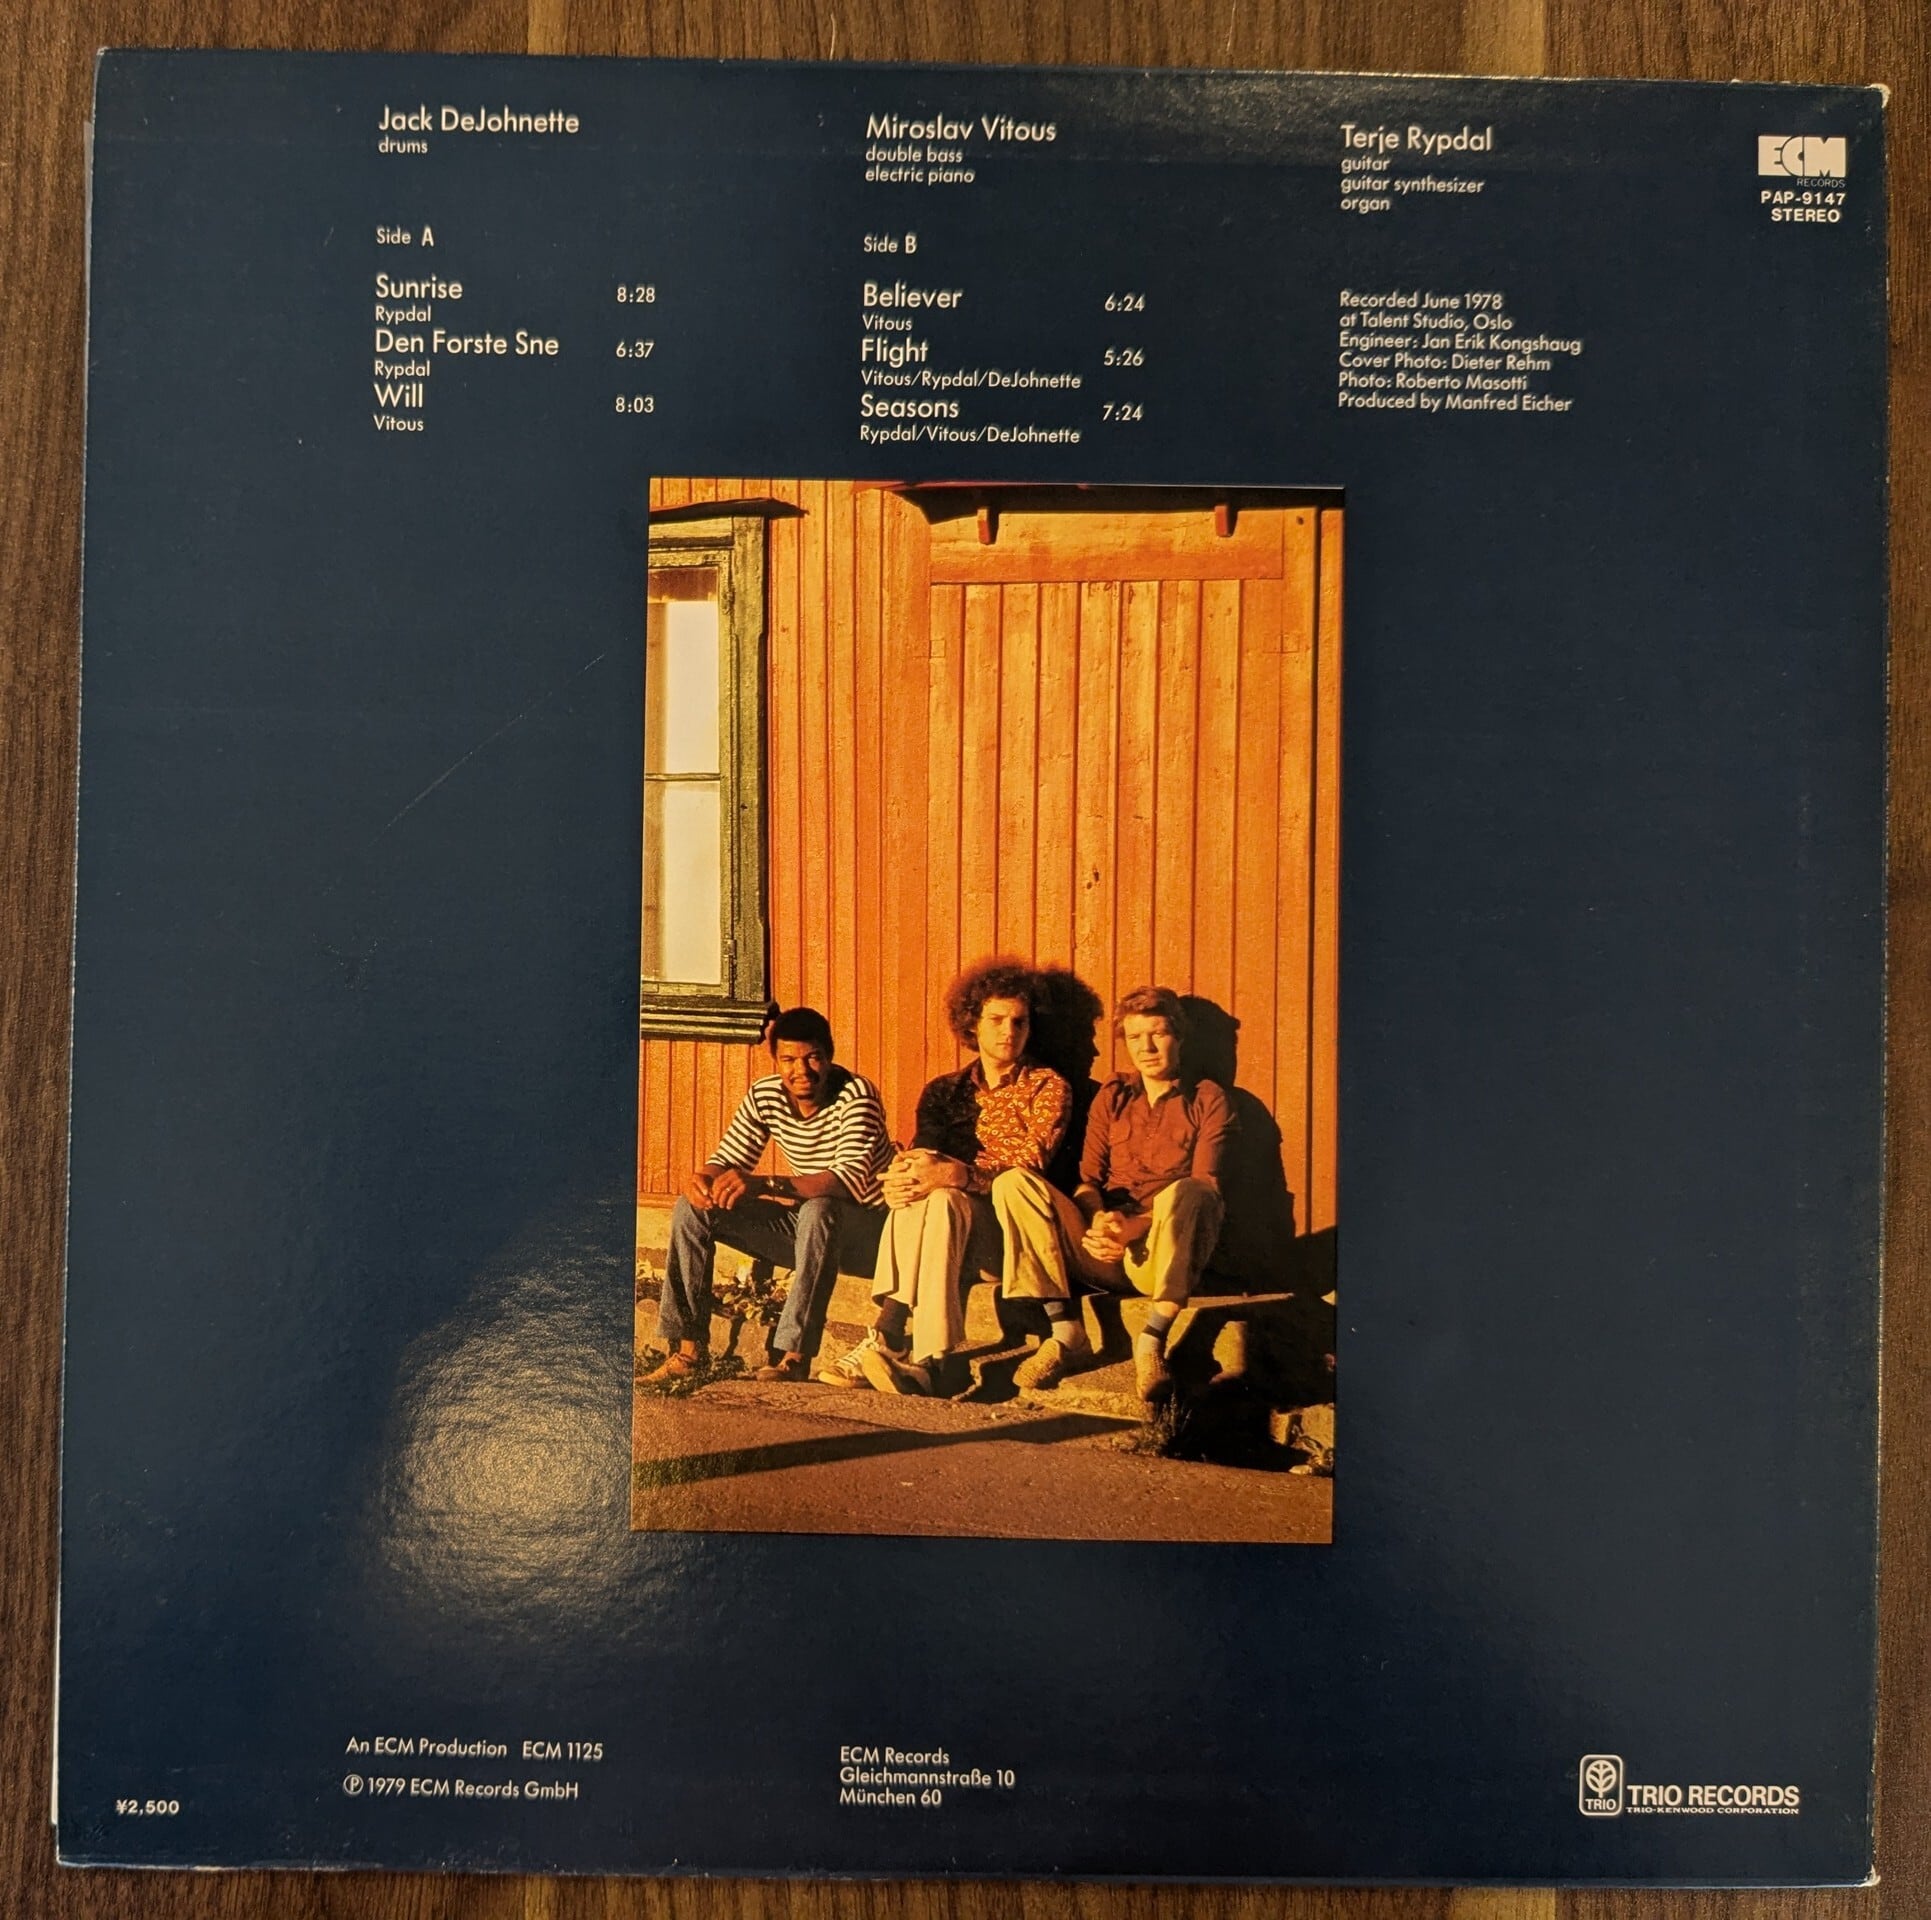 Jack DeJohnette
drums
Miroslav Vitous
double bass
electric piano
Terje Rypdal
guitar
guitar synthesizer
organ
ECM
RECORDS
PAP-9147
STEREO
Side A
Sunrise 8:28
Rypdal
Den Forste Sne 6:37
Rypdal
Will 8:03
Vitous
Side B
Believer 6:24
Vitous
Flight 5:26
Vitous/Rypdal/DeJohnette
Seasons 7:24
Rypdal/Vitous/DeJohnette
Recorded June 1978
at Talent Studio, Oslo
Engineer: Jan Erik Kongshaug
Cover Photo: Dieter Rehm
Photo: Roberto Masotti
Produced by Manfred Eicher
An ECM Production ECM 1125
℗ 1979 ECM Records GmbH
¥2,500
ECM Records
Gleichmannstraße 10
München 60
TRIO
TRIO RECORDS
TRIO-KENWOOD CORPORATION